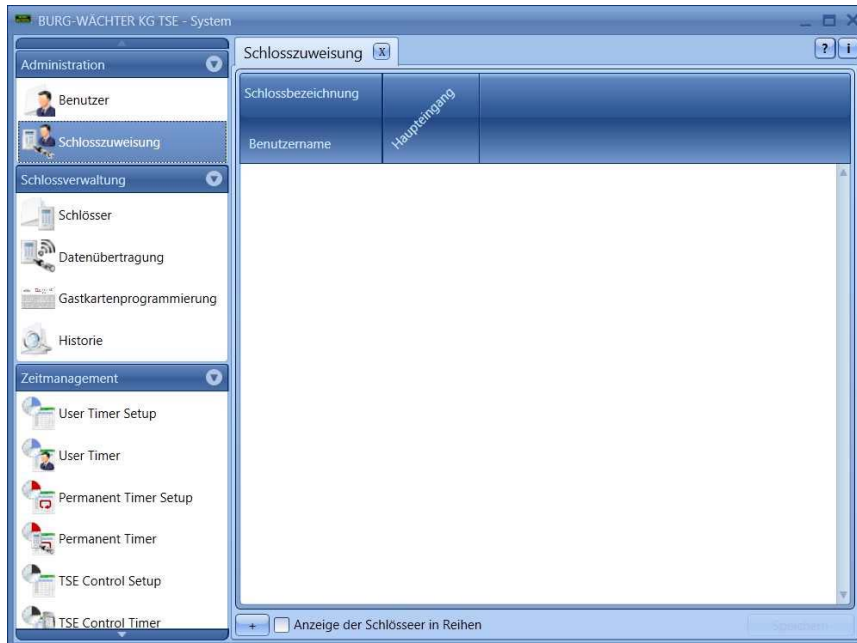 BURG-WÄCHTER KG TSE - System
Administration
Benutzer
Schlosszuweisung
Schlossverwaltung
Schlösser
Datenübertragung
Gastkartenprogrammierung
Historie
Zeitmanagement
User Timer Setup
User Timer
Permanent Timer Setup
Permanent Timer
TSE Control Setup
TSE Control Timer
Schlosszuweisung X
? i
Schlossbezeichnung
Haupteingang
Benutzername
+ Anzeige der Schlösseer in Reihen
Speichern